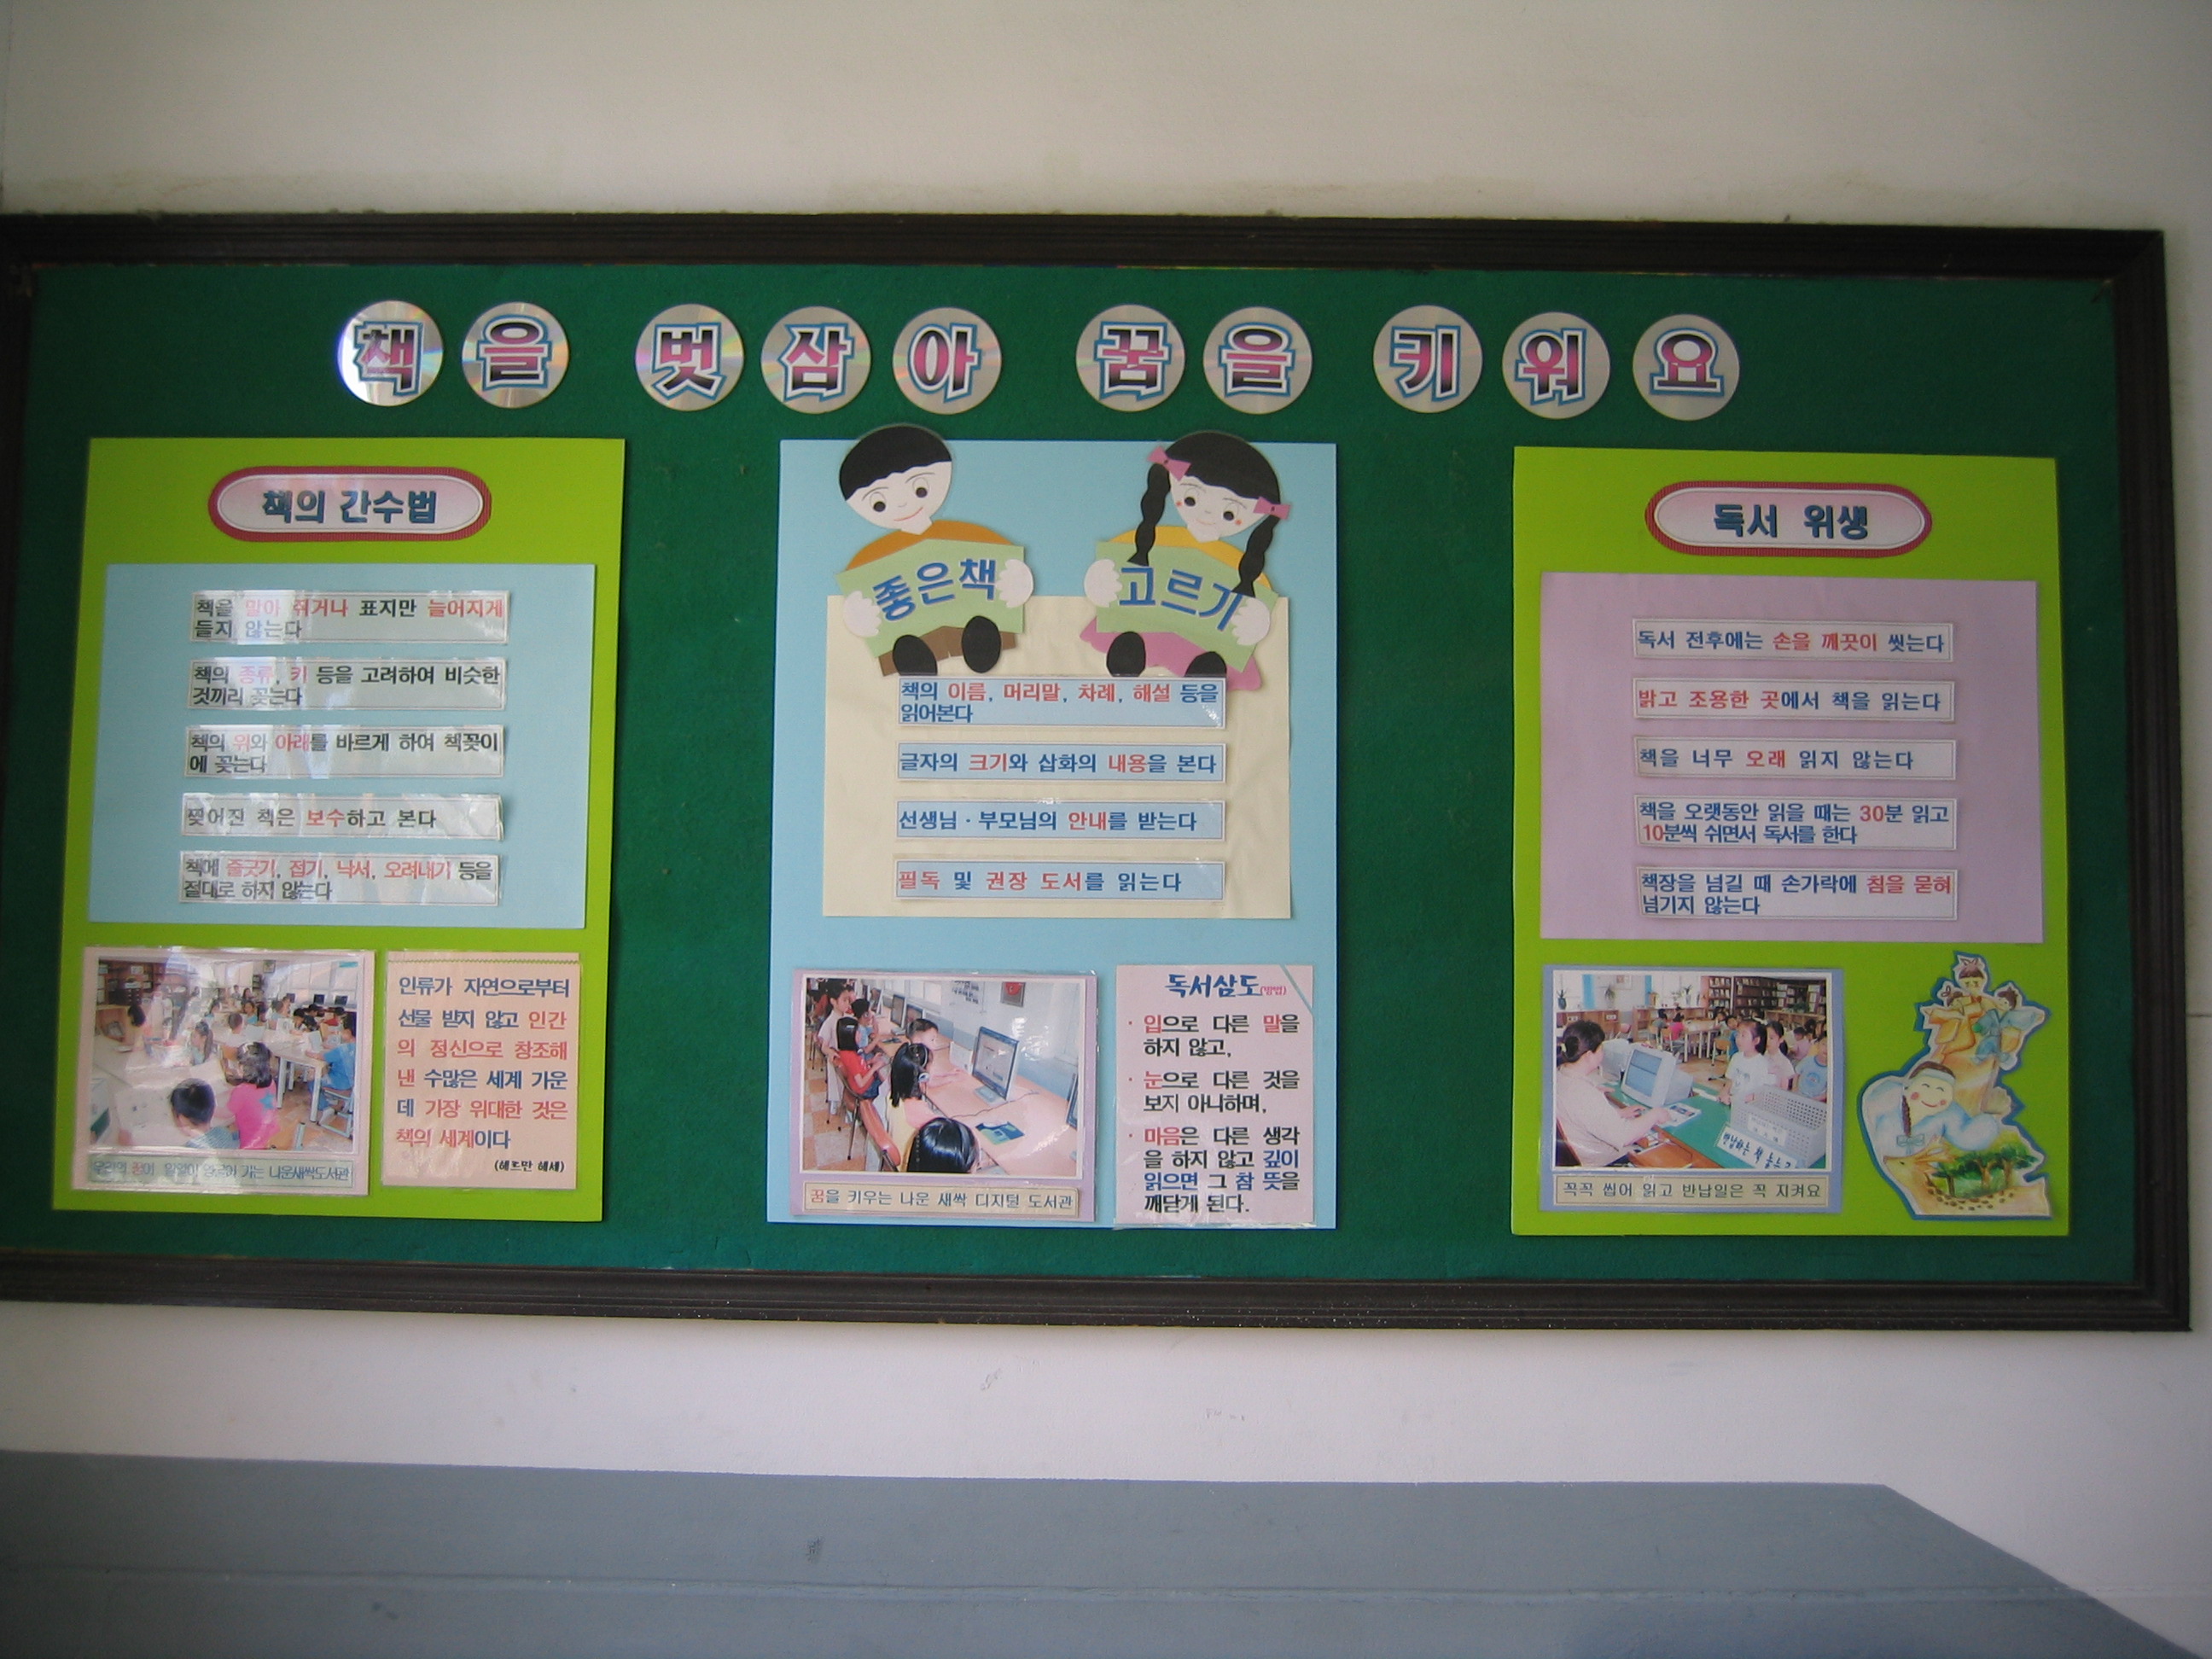 책을 벗삼아 꿈을 키워요
책의 간수법
책을 말아 쥐거나 표지만 늘어지게
들지 않는다
책의 종류, 키 등을 고려하여 비슷한
것끼리 꽂는다
책의 위와 아래를 바르게 하여 책꽂이
에 꽂는다
찢어진 책은 보수하고 본다
책에 줄긋기, 접기, 낙서, 오려내기 등을
절대로 하지 않는다
가는 나운새싹도서관
인류가 자연으로부터
선물 받지 않고 인간
의 정신으로 창조해
낸 수많은 세계 가운
데 가장 위대한 것은
책의 세계이다
(헤르만 헤세)
좋은책 고르기
책의 이름, 머리말, 차례, 해설 등을
읽어본다
글자의 크기와 삽화의 내용을 본다
선생님 · 부모님의 안내를 받는다
필독 및 권장 도서를 읽는다
꿈을 키우는 나운 새싹 디지털 도서관
독서삼도(방법)
· 입으로 다른 말을
하지 않고,
· 눈으로 다른 것을
보지 아니하며,
· 마음은 다른 생각
을 하지 않고 깊이
읽으면 그 참 뜻을
깨닫게 된다.
독서 위생
독서 전후에는 손을 깨끗이 씻는다
밝고 조용한 곳에서 책을 읽는다
책을 너무 오래 읽지 않는다
책을 오랫동안 읽을 때는 30분 읽고
10분씩 쉬면서 독서를 한다
책장을 넘길 때 손가락에 침을 묻혀
넘기지 않는다
반납하는 책 놓는곳
꼭꼭 씹어 읽고 반납일은 꼭 지켜요